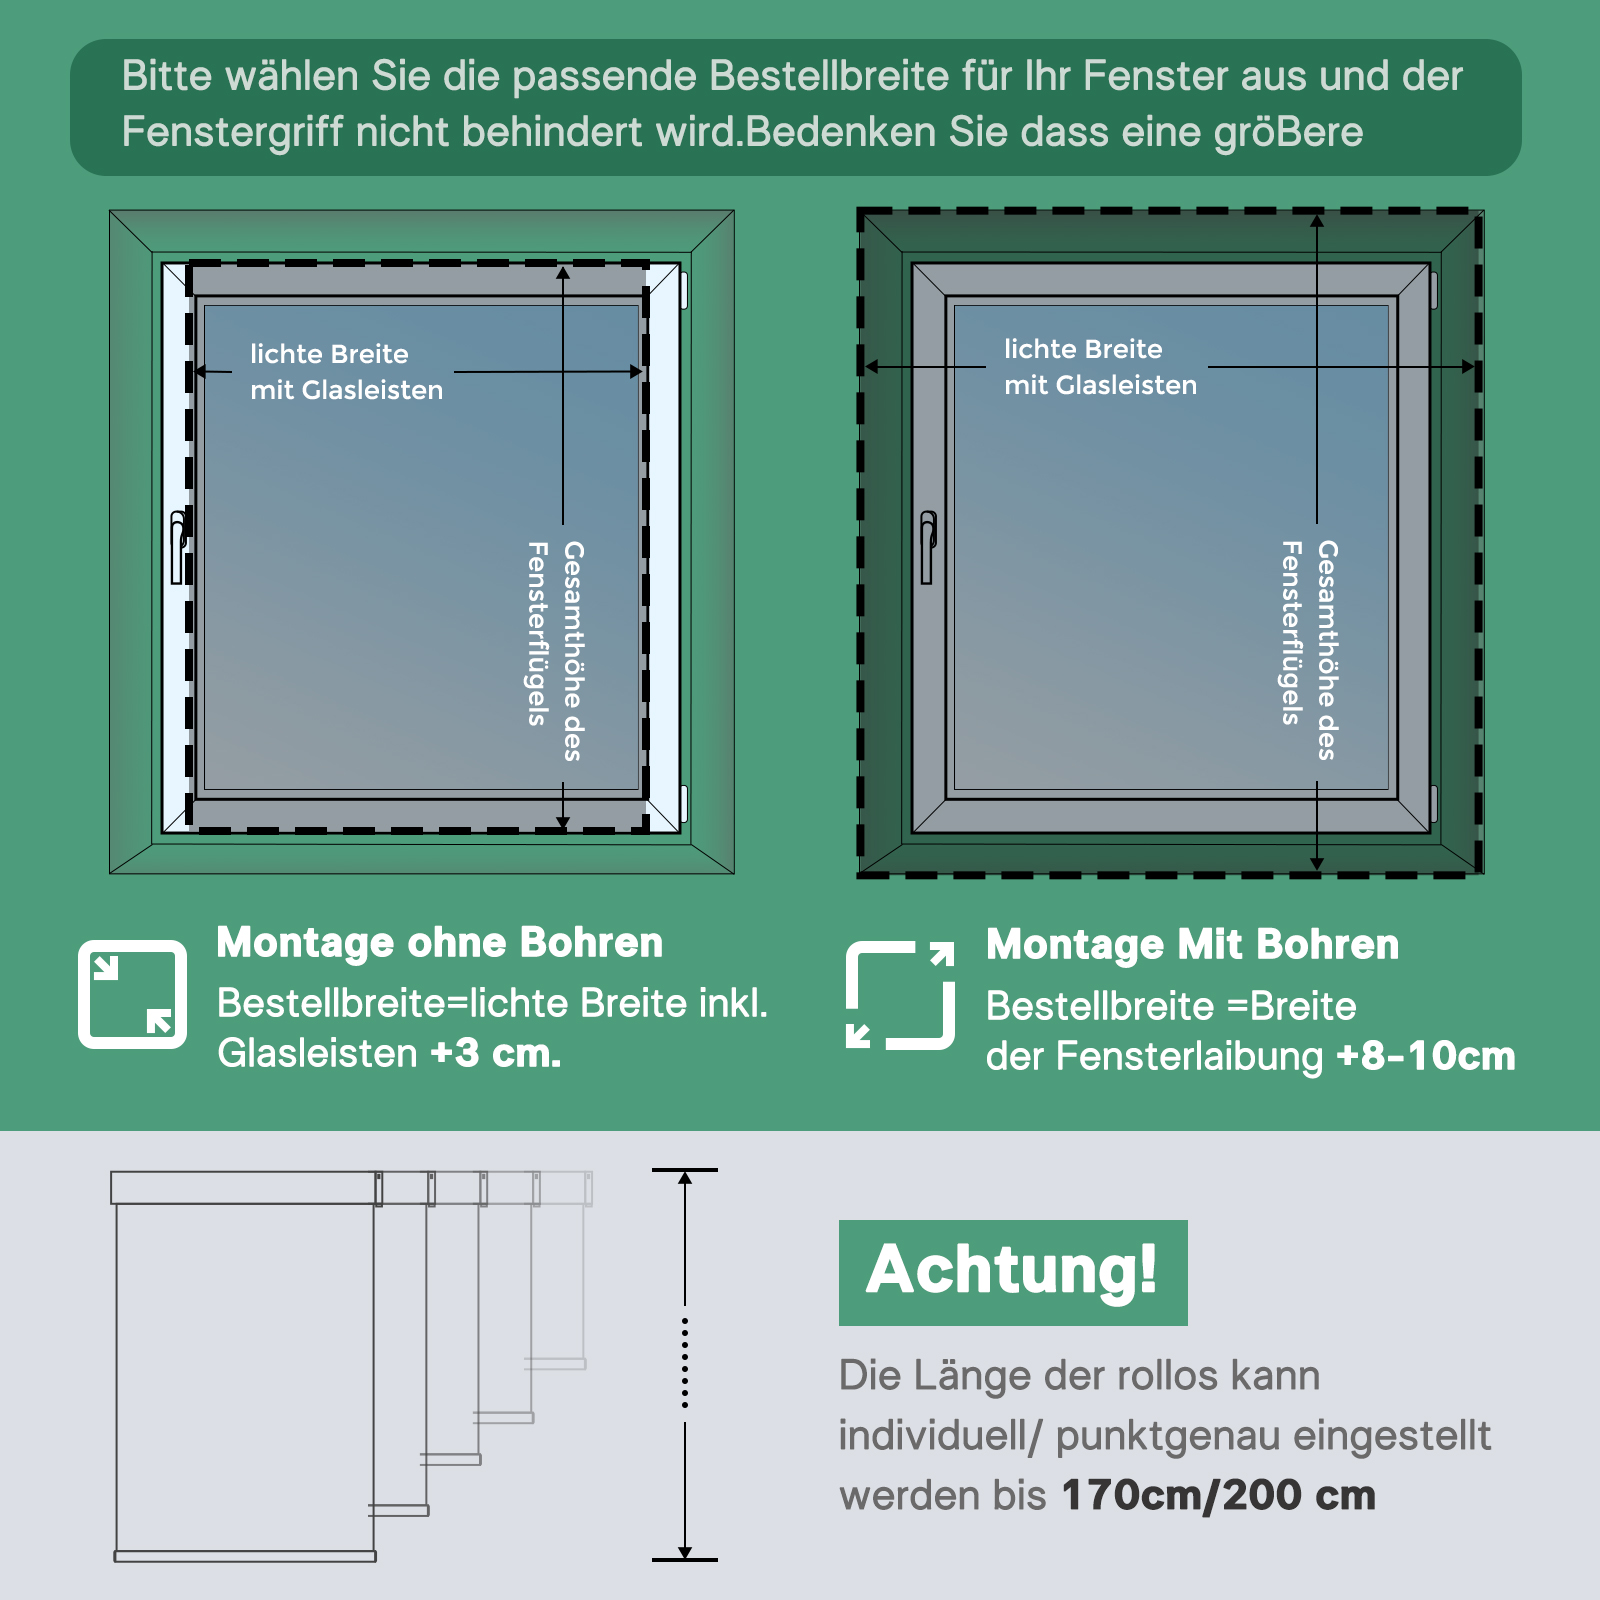 Bitte wählen Sie die passende Bestellbreite für Ihr Fenster aus und der
Fenstergriff nicht behindert wird.Bedenken Sie dass eine gröBere
lichte Breite
mit Glasleisten
Gesamthöhe des
Fensterflügels
lichte Breite
mit Glasleisten
Gesamthöhe des
Fensterflügels
Montage ohne Bohren
Bestellbreite=lichte Breite inkl.
Glasleisten +3 cm.
Montage Mit Bohren
Bestellbreite =Breite
der Fensterlaibung +8-10cm
Achtung!
Die Länge der rollos kann
individuell/ punktgenau eingestellt
werden bis 170cm/200 cm